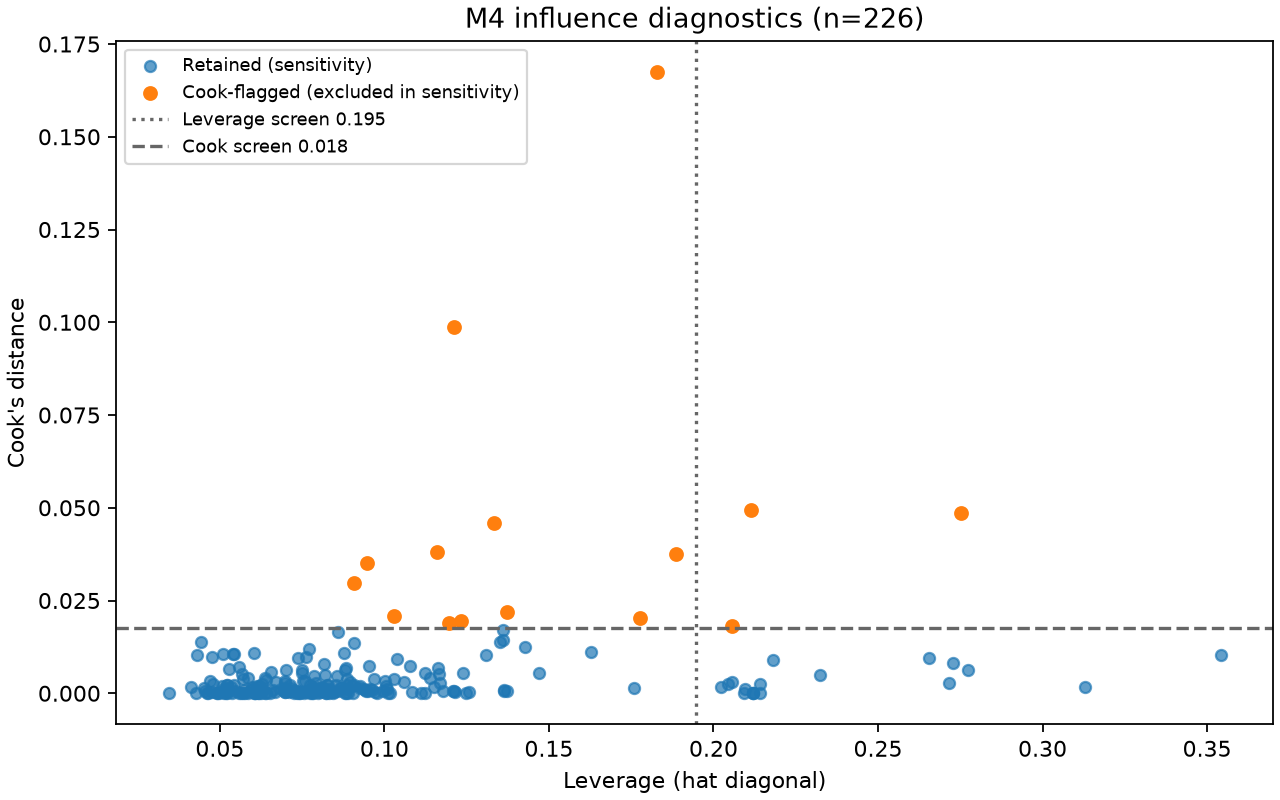 M4 influence diagnostics (n=226)
Retained (sensitivity)
Cook-flagged (excluded in sensitivity)
Leverage screen 0.195
Cook screen 0.018
Cook's distance
0.175
0.150
0.125
0.100
0.075
0.050
0.025
0.000
0.05 0.10 0.15 0.20 0.25 0.30 0.35
Leverage (hat diagonal)